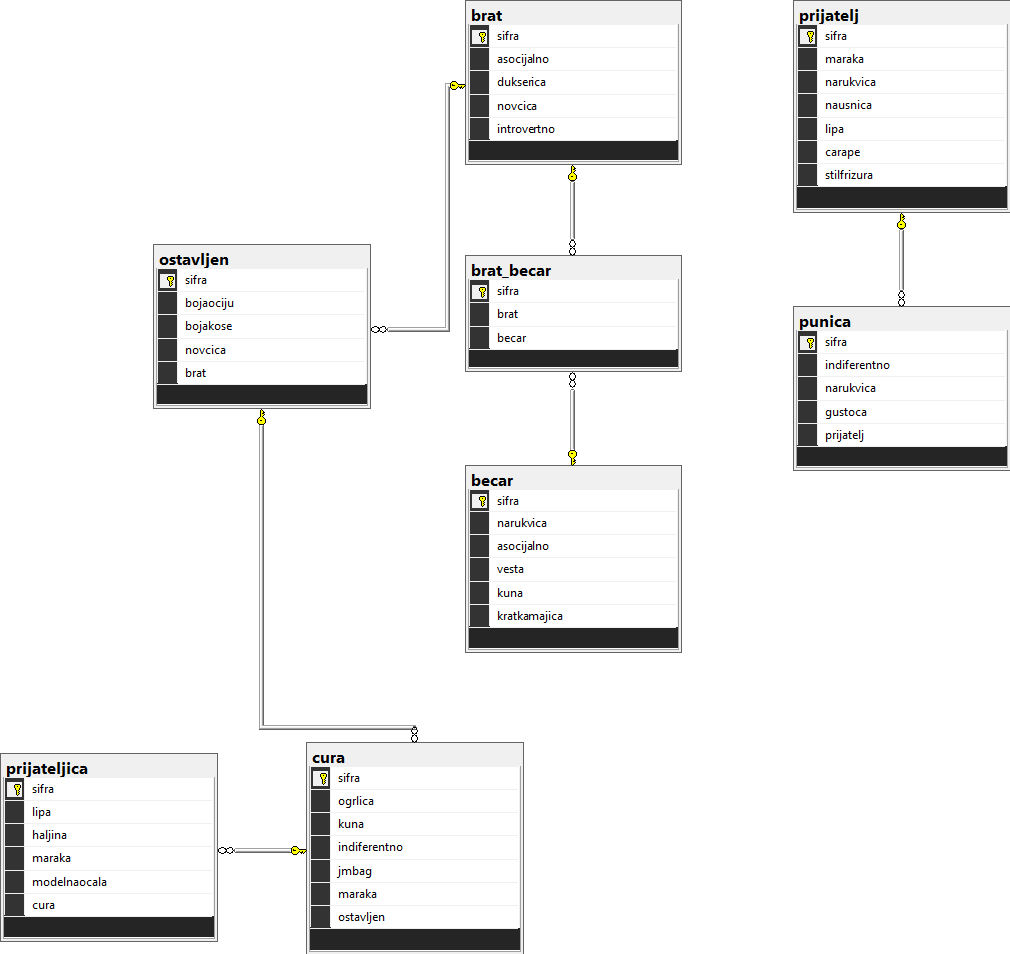 brat
sifra
asocijalno
dukserica
novcica
introvertno
prijatelj
sifra
maraka
narukvica
nausnica
lipa
carape
stilfrizura
ostavljen
sifra
bojaociju
bojakose
novcica
brat
brat_becar
sifra
brat
becar
punica
sifra
indiferentno
narukvica
gustoca
prijatelj
becar
sifra
narukvica
asocijalno
vesta
kuna
kratkamajica
prijateljica
sifra
lipa
haljina
maraka
modelnaocala
cura
cura
sifra
ogrlica
kuna
indiferentno
jmbag
maraka
ostavljen